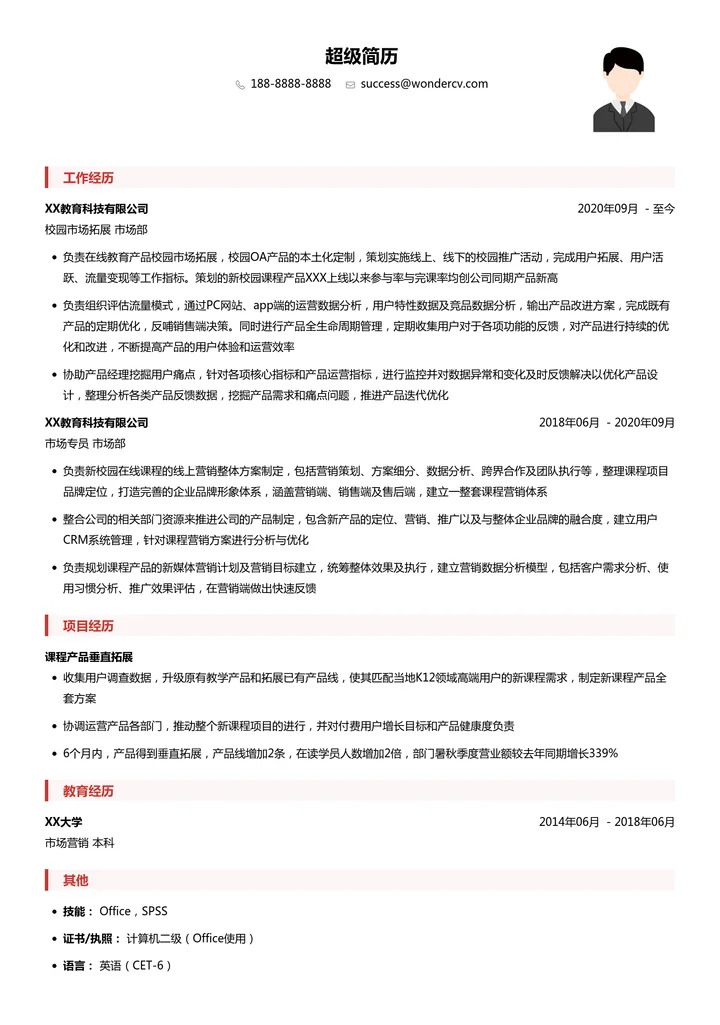 超级简历
188-8888-8888 success@wondercv.com
工作经历
XX教育科技有限公司 2020年09月 - 至今
校园市场拓展 市场部
负责在线教育产品校园市场拓展，校园OA产品的本土化定制，策划实施线上、线下的校园推广活动，完成用户拓展、用户活
跃、流量变现等工作指标。策划的新校园课程产品XXX上线以来参与率与完课率均创公司同期产品新高
负责组织评估流量模式，通过PC网站、app端的运营数据分析，用户特性数据及竞品数据分析，输出产品改进方案，完成既有
产品的定期优化，反哺销售端决策。同时进行产品全生命周期管理，定期收集用户对于各项功能的反馈，对产品进行持续的优
化和改进，不断提高产品的用户体验和运营效率
协助产品经理挖掘用户痛点，针对各项核心指标和产品运营指标，进行监控并对数据异常和变化及时反馈解决以优化产品设
计，整理分析各类产品反馈数据，挖掘产品需求和痛点问题，推进产品迭代优化
XX教育科技有限公司 2018年06月 - 2020年09月
市场专员 市场部
负责新校园在线课程的线上营销整体方案制定，包括营销策划、方案细分、数据分析、跨界合作及团队执行等，整理课程项目
品牌定位，打造完善的企业品牌形象体系，涵盖营销端、销售端及售后端，建立一整套课程营销体系
整合公司的相关部门资源来推进公司的产品制定，包含新产品的定位、营销、推广以及与整体企业品牌的融合度，建立用户
CRM系统管理，针对课程营销方案进行分析与优化
负责规划课程产品的新媒体营销计划及营销目标建立，统筹整体效果及执行，建立营销数据分析模型，包括客户需求分析、使
用习惯分析、推广效果评估，在营销端做出快速反馈
项目经历
课程产品垂直拓展
收集用户调查数据，升级原有教学产品和拓展已有产品线，使其匹配当地K12领域高端用户的新课程需求，制定新课程产品全
套方案
协调运营产品各部门，推动整个新课程项目的进行，并对付费用户增长目标和产品健康度负责
6个月内，产品得到垂直拓展，产品线增加2条，在读学员人数增加2倍，部门暑秋季度营业额较去年同期增长339%
教育经历
XX大学 2014年06月 - 2018年06月
市场营销 本科
其他
技能： Office，SPSS
证书/执照： 计算机二级（Office使用）
语言： 英语（CET-6）